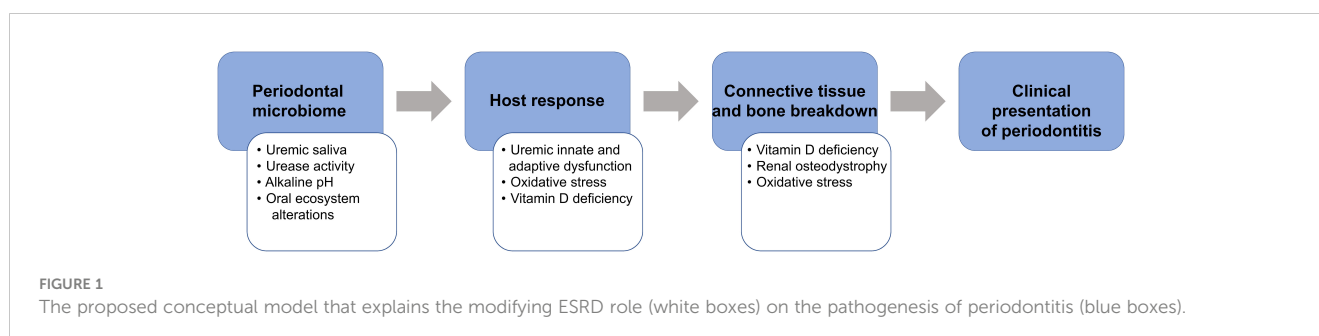 Periodontal
microbiome
• Uremic saliva
• Urease activity
• Alkaline pH
• Oral ecosystem
alterations
Host response
• Uremic innate and
adaptive dysfunction
• Oxidative stress
• Vitamin D deficiency
Connective tissue
and bone breakdown
• Vitamin D deficiency
• Renal osteodystrophy
• Oxidative stress
Clinical
presentation
of periodontitis
FIGURE 1
The proposed conceptual model that explains the modifying ESRD role (white boxes) on the pathogenesis of periodontitis (blue boxes).